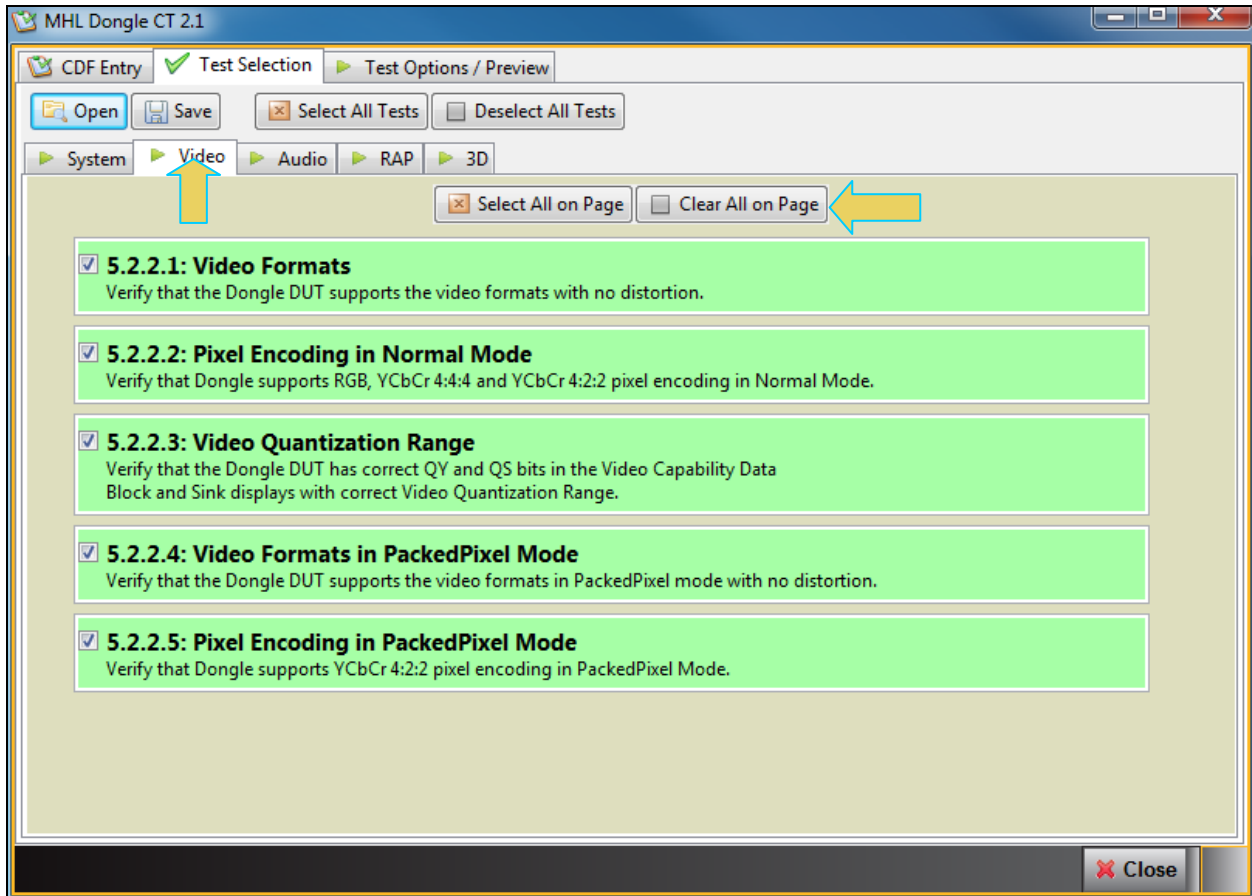 MHL Dongle CT 2.1
CDF Entry Test Selection Test Options / Preview
Open Save Select All Tests Deselect All Tests
System Video Audio RAP 3D
Select All on Page Clear All on Page
5.2.2.1: Video Formats
Verify that the Dongle DUT supports the video formats with no distortion.
5.2.2.2: Pixel Encoding in Normal Mode
Verify that Dongle supports RGB, YCbCr 4:4:4 and YCbCr 4:2:2 pixel encoding in Normal Mode.
5.2.2.3: Video Quantization Range
Verify that the Dongle DUT has correct QY and QS bits in the Video Capability Data
Block and Sink displays with correct Video Quantization Range.
5.2.2.4: Video Formats in PackedPixel Mode
Verify that the Dongle DUT supports the video formats in PackedPixel mode with no distortion.
5.2.2.5: Pixel Encoding in PackedPixel Mode
Verify that Dongle supports YCbCr 4:2:2 pixel encoding in PackedPixel Mode.
Close